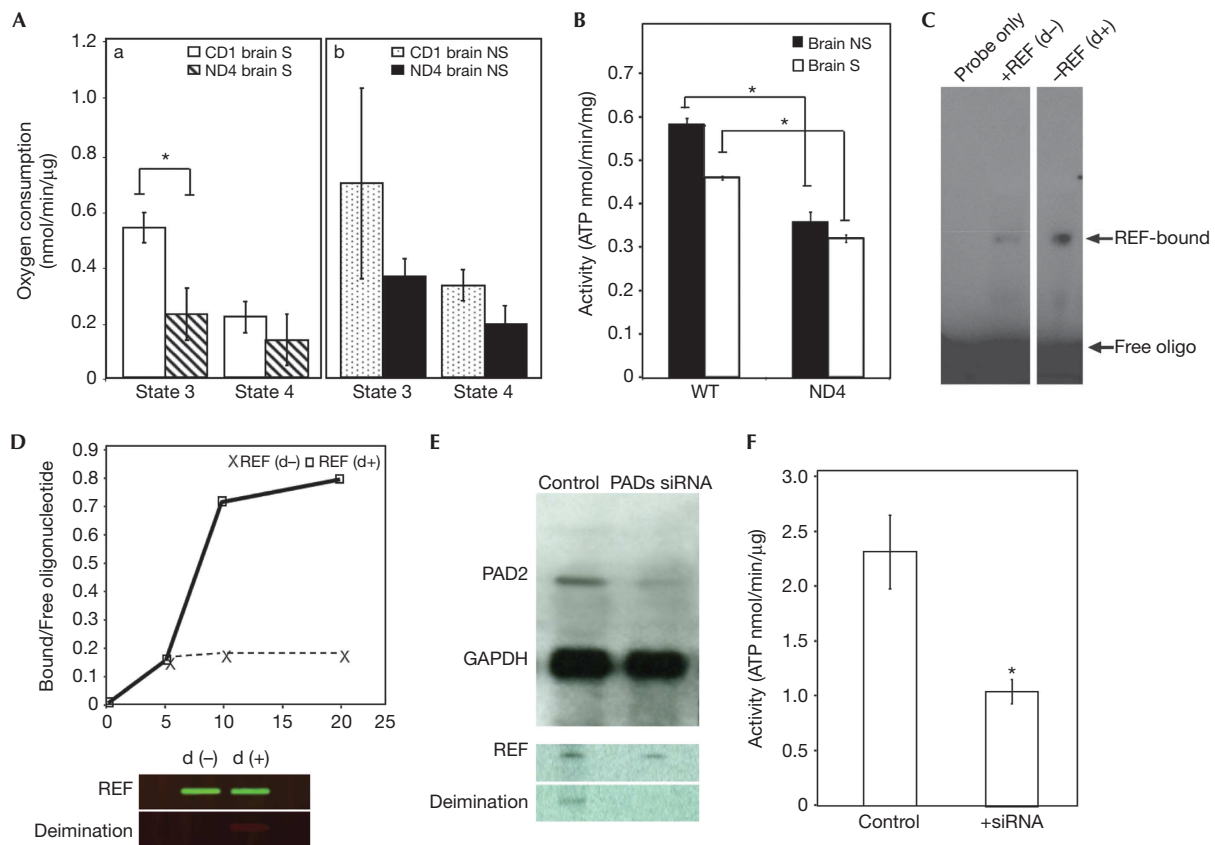 A
Oxygen consumption
(nmol/min/μg)
1.2
1.0
0.8
0.6
0.4
0.2
0
a
CD1 brain S
ND4 brain S
*
State 3
State 4
b
CD1 brain NS
ND4 brain NS
State 3
State 4
B
Activity (ATP nmol/min/mg)
0.7
0.6
0.5
0.4
0.3
0.2
0.1
0
Brain NS
Brain S
*
*
WT
ND4
C
Probe only
+REF (d–)
–REF (d+)
REF-bound
Free oligo
D
Bound/Free oligonucleotide
0.9
0.8
0.7
0.6
0.5
0.4
0.3
0.2
0.1
0
REF (d–)
REF (d+)
0
5
10
15
20
25
d (–)
d (+)
REF
Deimination
E
Control
PADs siRNA
PAD2
GAPDH
REF
Deimination
F
Activity (ATP nmol/min/μg)
3.0
2.5
2.0
1.5
1.0
0.5
0
*
Control
+siRNA